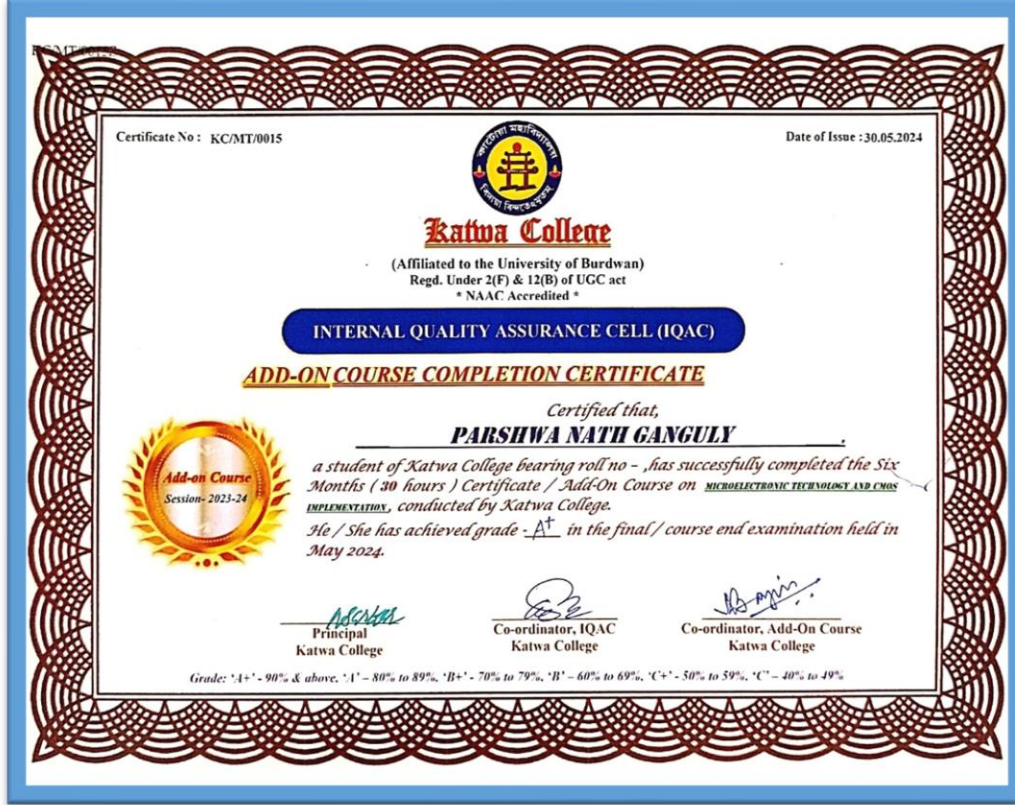 Certificate No : KC/MT/0015
Date of Issue : 30.05.2024
কাটোয়া মহাবিদ্যালয়
Katwa College
(Affiliated to the University of Burdwan)
Regd. Under 2(F) & 12(B) of UGC act
* NAAC Accredited *
INTERNAL QUALITY ASSURANCE CELL (IQAC)
ADD-ON COURSE COMPLETION CERTIFICATE
Certified that,
PARSHWA NATH GANGULY .
a student of Katwa College bearing roll no - , has successfully completed the Six
Months ( 30 hours ) Certificate / Add-On Course on MICROELECTRONIC TECHNOLOGY AND CMOS
IMPLEMENTATION, conducted by Katwa College.
He / She has achieved grade - A+ in the final / course end examination held in
May 2024.
Add-on Course
Session- 2023-24
Principal
Katwa College
Co-ordinator, IQAC
Katwa College
Co-ordinator, Add-On Course
Katwa College
Grade: 'A+' - 90% & above, 'A' – 80% to 89%, 'B+' - 70% to 79%, 'B' – 60% to 69%, 'C+' - 50% to 59%, 'C' – 40% to 49%